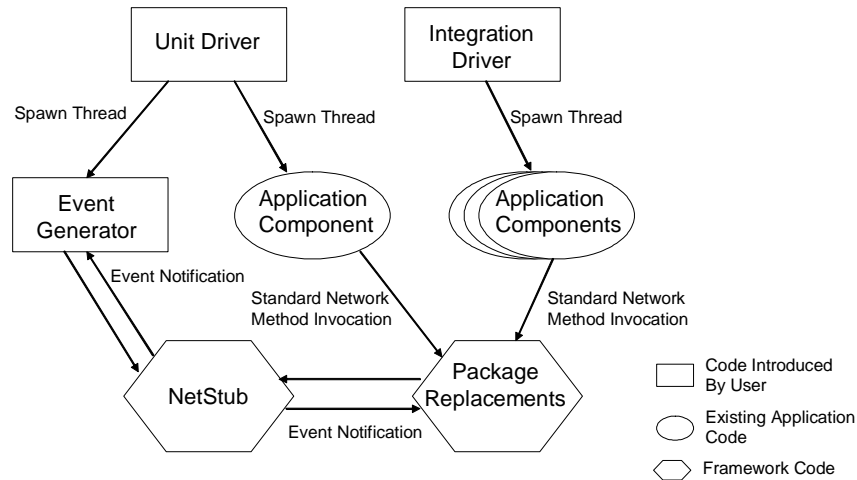 Unit Driver
Integration
Driver
Spawn Thread
Spawn Thread
Spawn Thread
Event
Generator
Application
Component
Application
Components
Event Notification
Standard Network
Method Invocation
Standard Network
Method Invocation
NetStub
Package
Replacements
Event Notification
Code Introduced
By User
Existing Application
Code
Framework Code